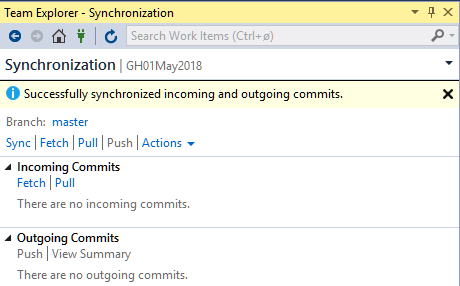 Team Explorer - Synchronization
Search Work Items (Ctrl+ø)
Synchronization | GH01May2018
Successfully synchronized incoming and outgoing commits.
Branch: master
Sync | Fetch | Pull | Push | Actions
Incoming Commits
Fetch | Pull
There are no incoming commits.
Outgoing Commits
Push | View Summary
There are no outgoing commits.